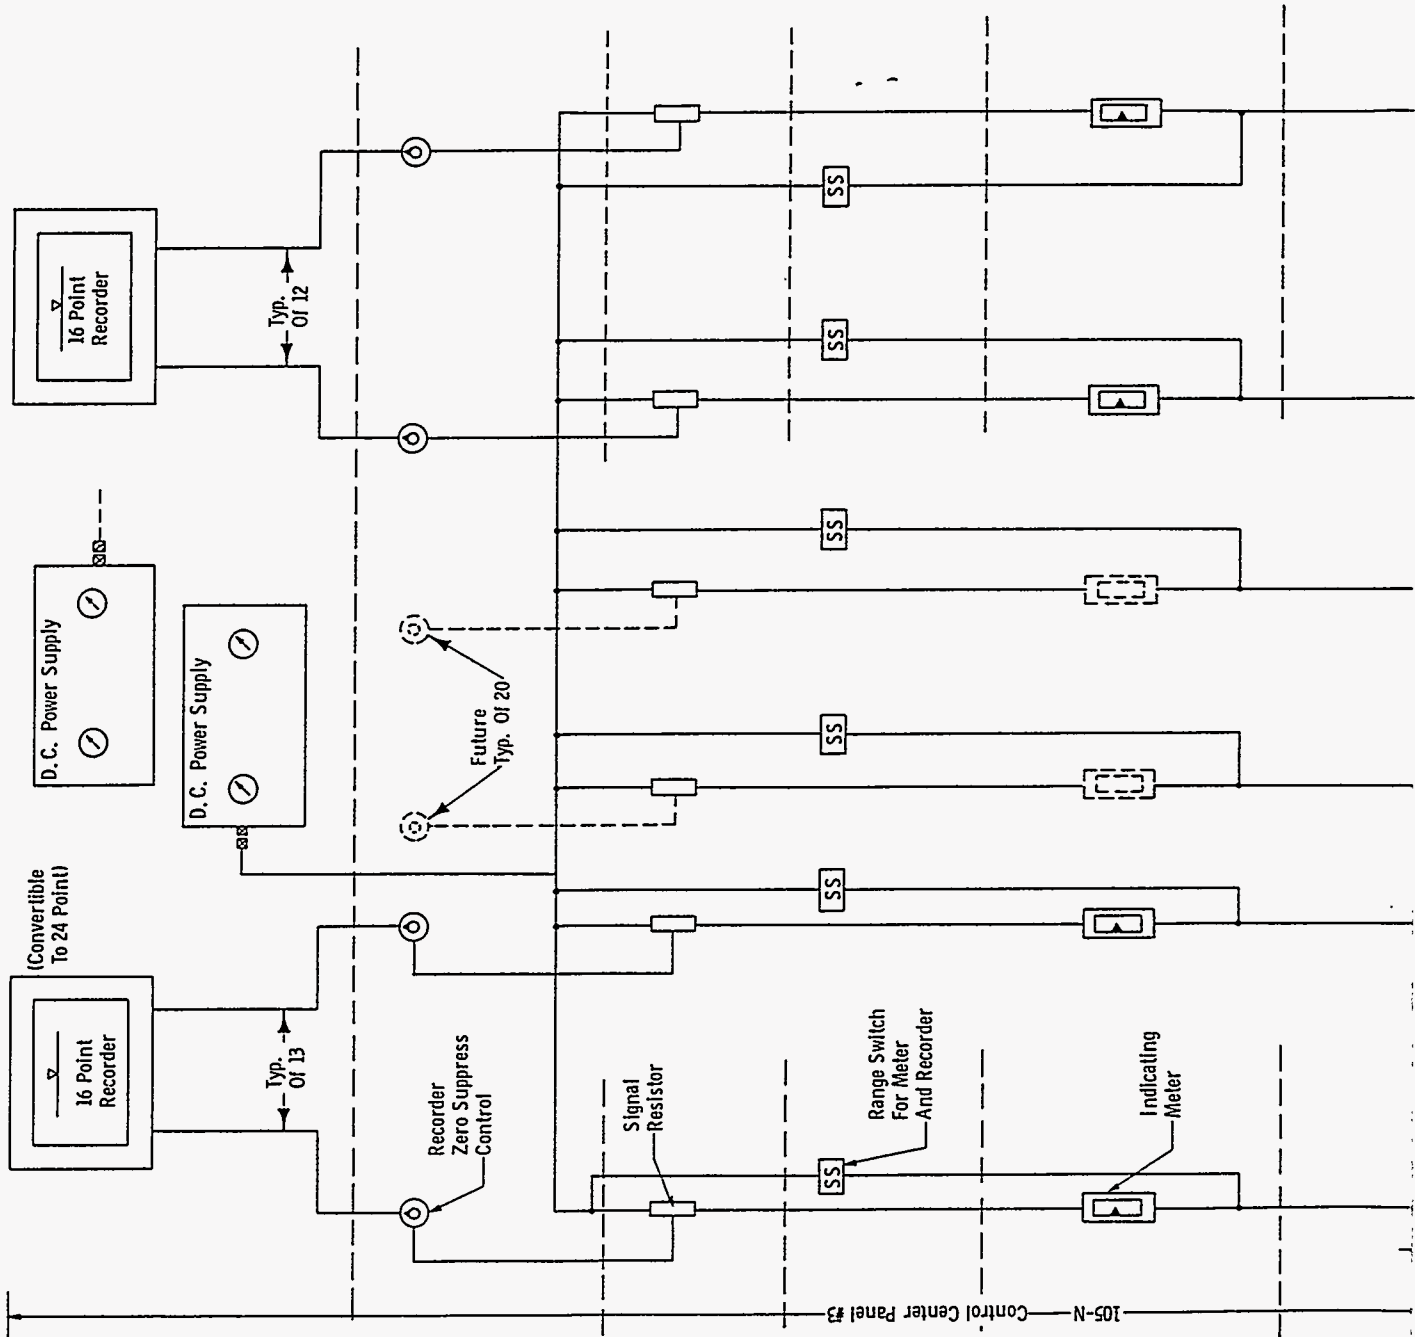 16 Point
Recorder
Typ.
Of 12
D.C. Power Supply
D.C. Power Supply
Future
Typ. Of 20
(Convertible
To 24 Point)
16 Point
Recorder
Typ.
Of 13
Recorder
Zero Suppress
Control
Signal
Resistor
Range Switch
For Meter
And Recorder
Indicating
Meter
SS
SS
SS
SS
SS
SS
105-N — Control Center Panel #3